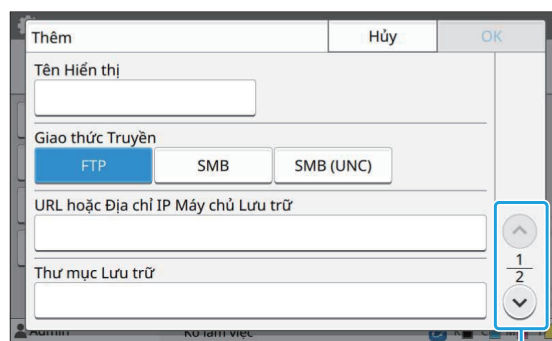 Thêm
Hủy
OK
Tên Hiển thị
Giao thức Truyền
FTP
SMB
SMB (UNC)
URL hoặc Địa chỉ IP Máy chủ Lưu trữ
1
2
Thư mục Lưu trữ
Admin